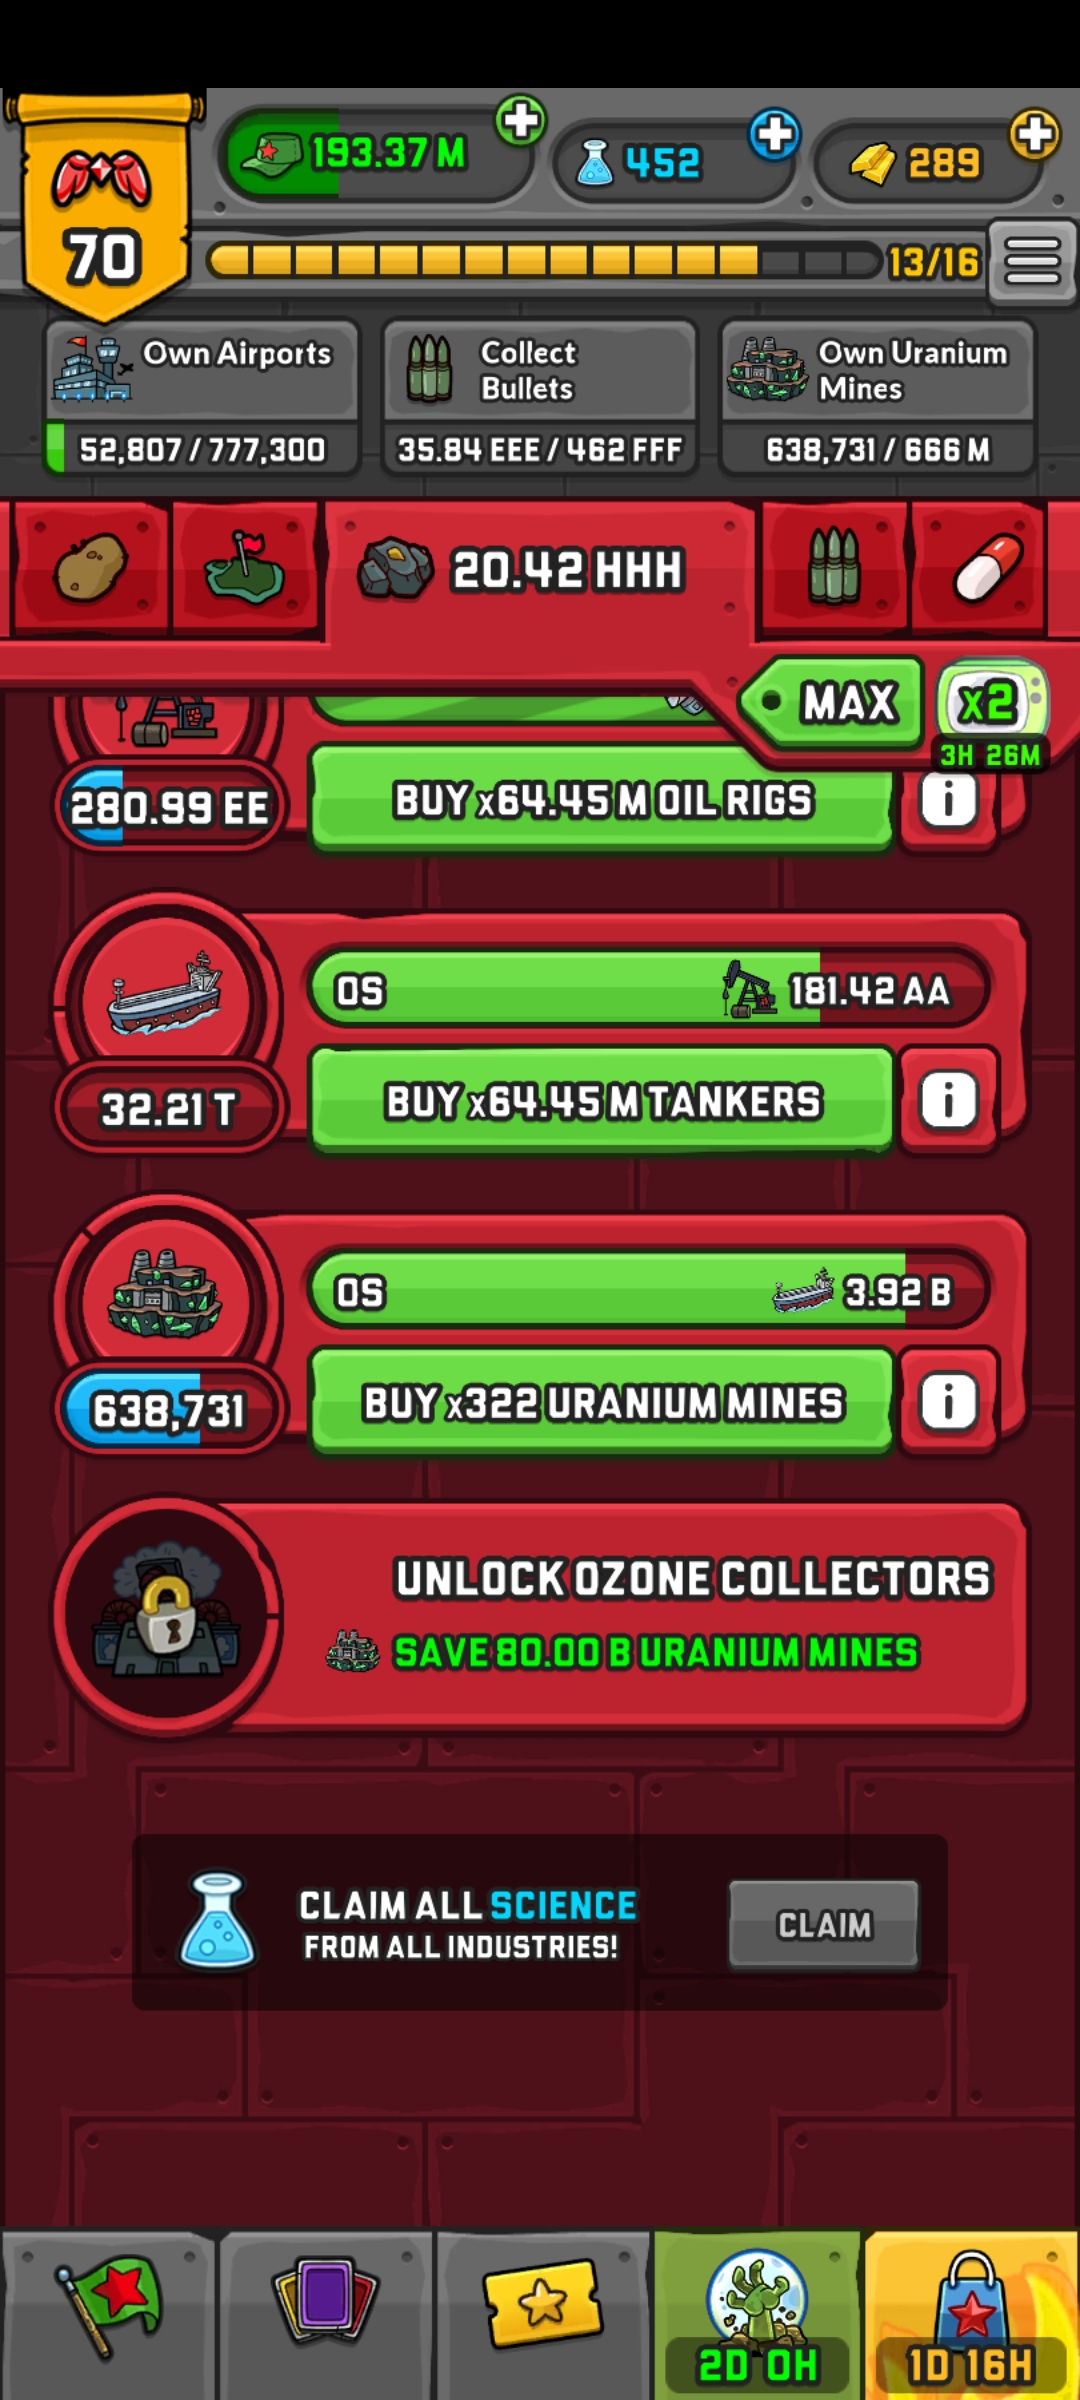 193.37 M
452
289
70
13/16
Own Airports
52,807 / 777,300
Collect
Bullets
35.84 EEE / 462 FFF
Own Uranium
Mines
638,731 / 666 M
20.42 HHH
MAX
x2
3H 26M
280.99 EE
BUY x64.45 M OIL RIGS
i
0S
181.42 AA
32.21 T
BUY x64.45 M TANKERS
i
0S
3.92 B
638,731
BUY x322 URANIUM MINES
i
UNLOCK OZONE COLLECTORS
SAVE 80.00 B URANIUM MINES
CLAIM ALL SCIENCE
FROM ALL INDUSTRIES!
CLAIM
2D 0H
1D 16H